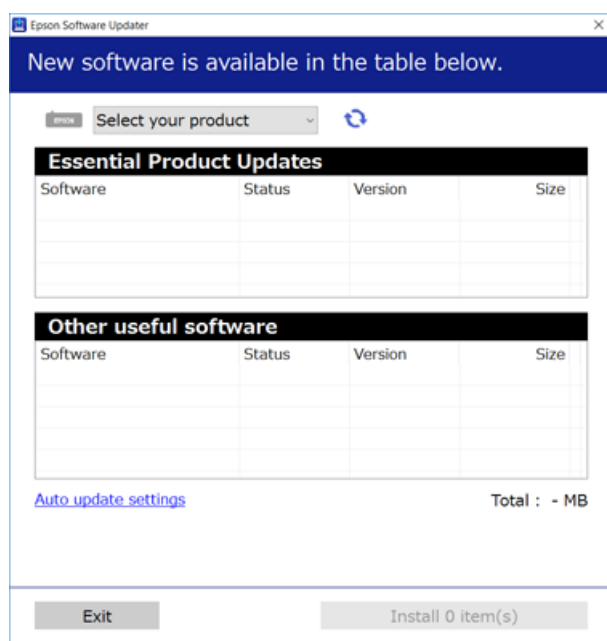 Epson Software Updater
New software is available in the table below.
EPSON Select your product
Essential Product Updates
Software Status Version Size
Other useful software
Software Status Version Size
Auto update settings Total : - MB
Exit Install 0 item(s)